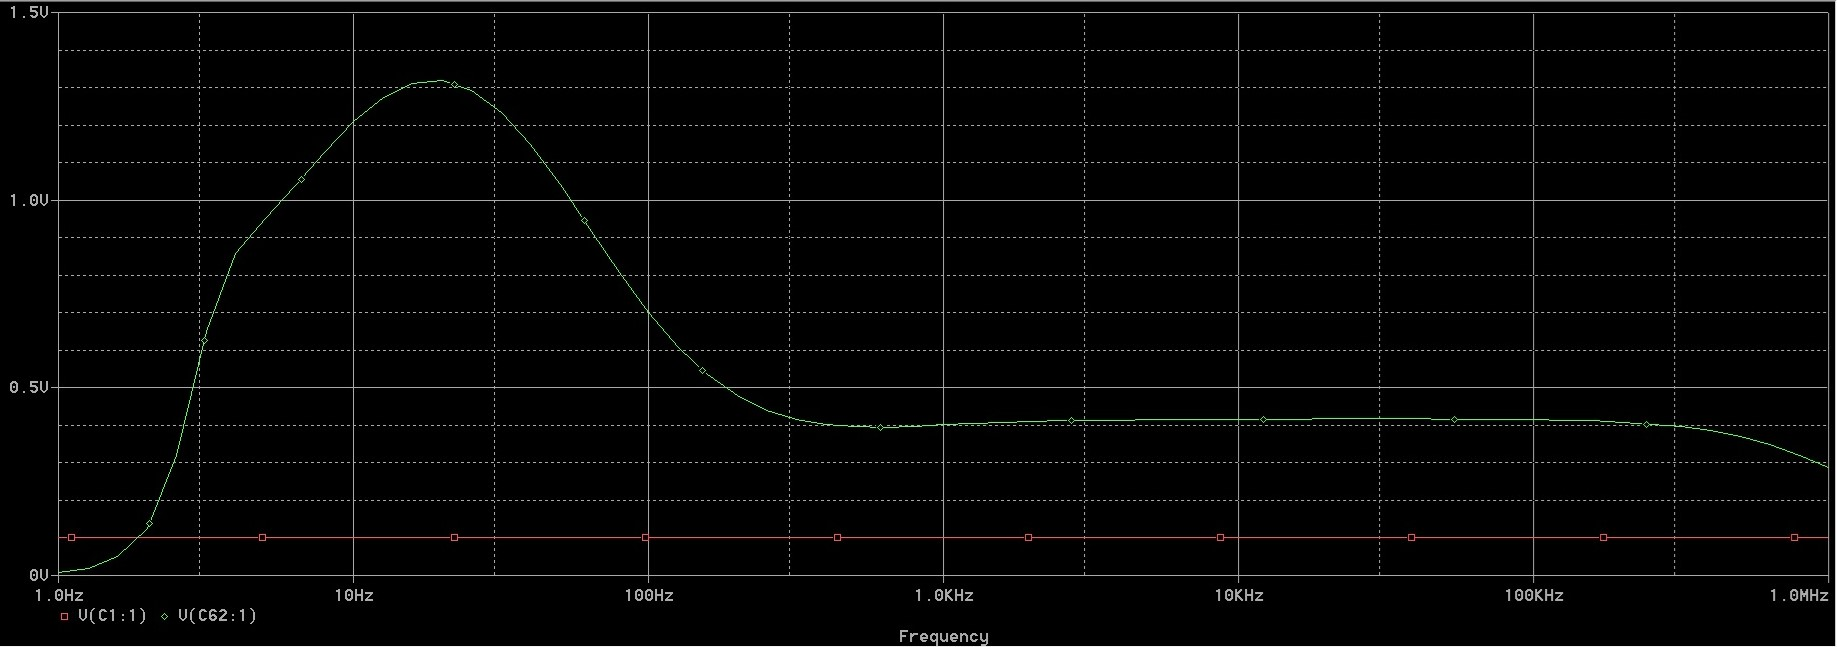 1.5V
1.0V
0.5V
0V
1.0Hz 10Hz 100Hz 1.0KHz 10KHz 100KHz 1.0MHz
V(C1:1) V(C62:1)
Frequency